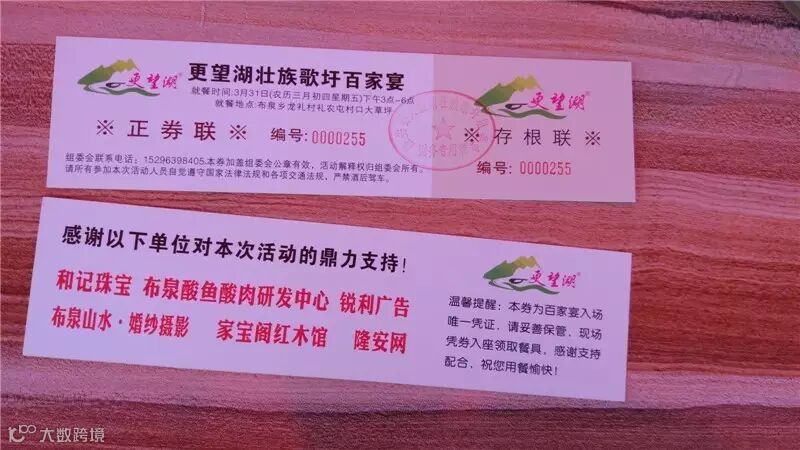 更望湖
更望湖壮族歌圩百家宴
就餐时间:3月31日(农历三月初四星期五)下午3点-6点
就餐地点:布泉乡龙礼村礼农屯村口大草坪
※ 正券联 ※ 编号:0000255
组委会联系电话:15296398405.本券加盖组委会公章有效,活动解释权归组委会所有。
请所有参加本次活动人员自觉遵守国家法律法规和各项交通法规,严禁酒后驾车。
更望湖
※ 存根联 ※
编号:0000255
感谢以下单位对本次活动的鼎力支持!
和记珠宝 布泉酸鱼酸肉研发中心 锐利广告
布泉山水·婚纱摄影 家宝阁红木馆 隆安网
更望湖
温馨提醒:本券为百家宴入场
唯一凭证,请妥善保管,现场
凭券入座领取餐具,感谢支持
配合,祝您用餐愉快!
大数跨境